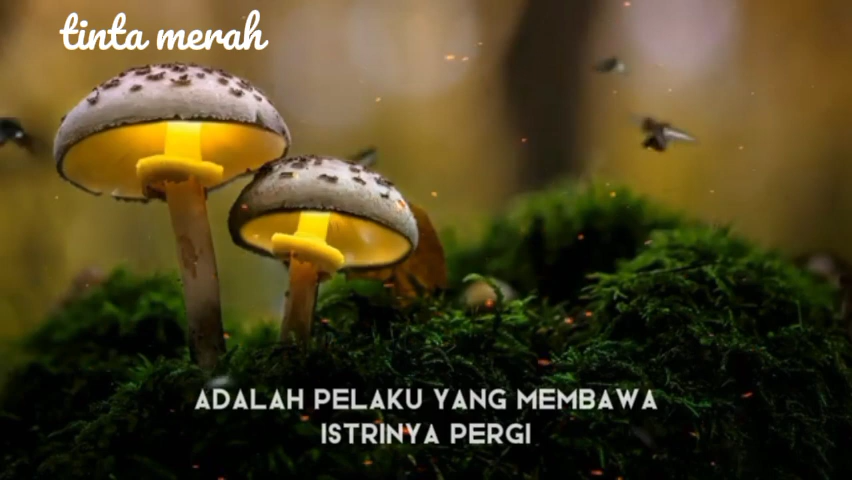 tinta merah
ADALAH PELAKU YANG MEMBAWA
ISTRINYA PERGI